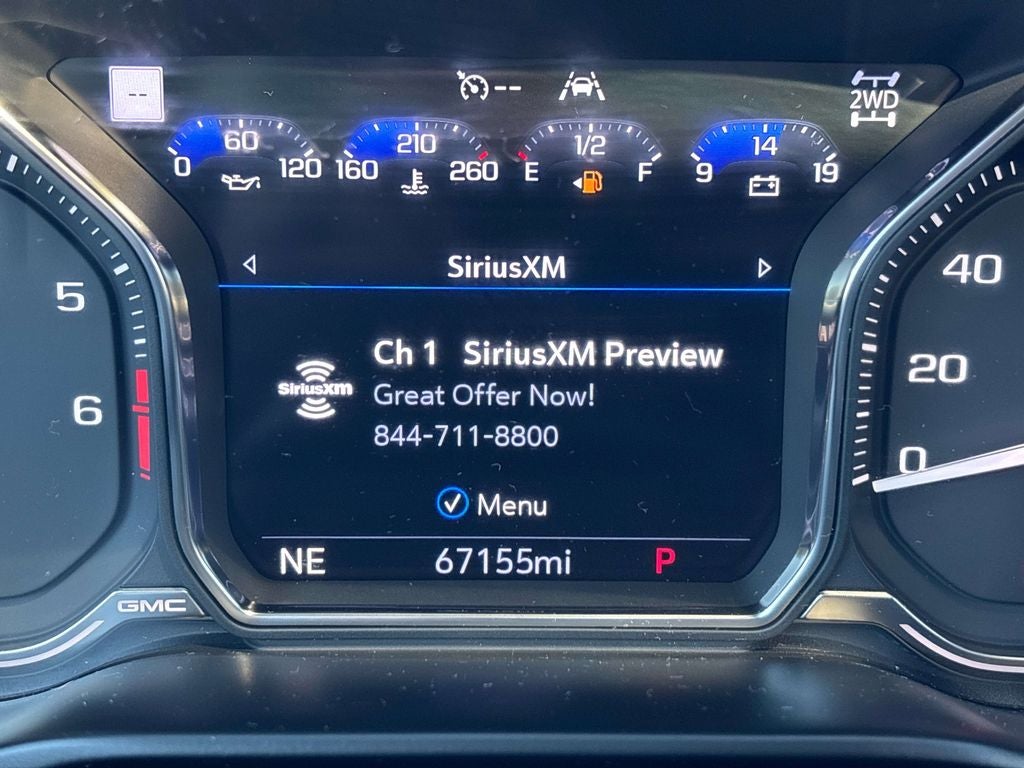 --
--
2WD
60
0 120
210
160 260
1/2
E F
14
9 19
SiriusXM
Ch 1 SiriusXM Preview
SiriusXM
Great Offer Now!
844-711-8800
Menu
NE 67155mi P
5
6
GMC
40
20
0